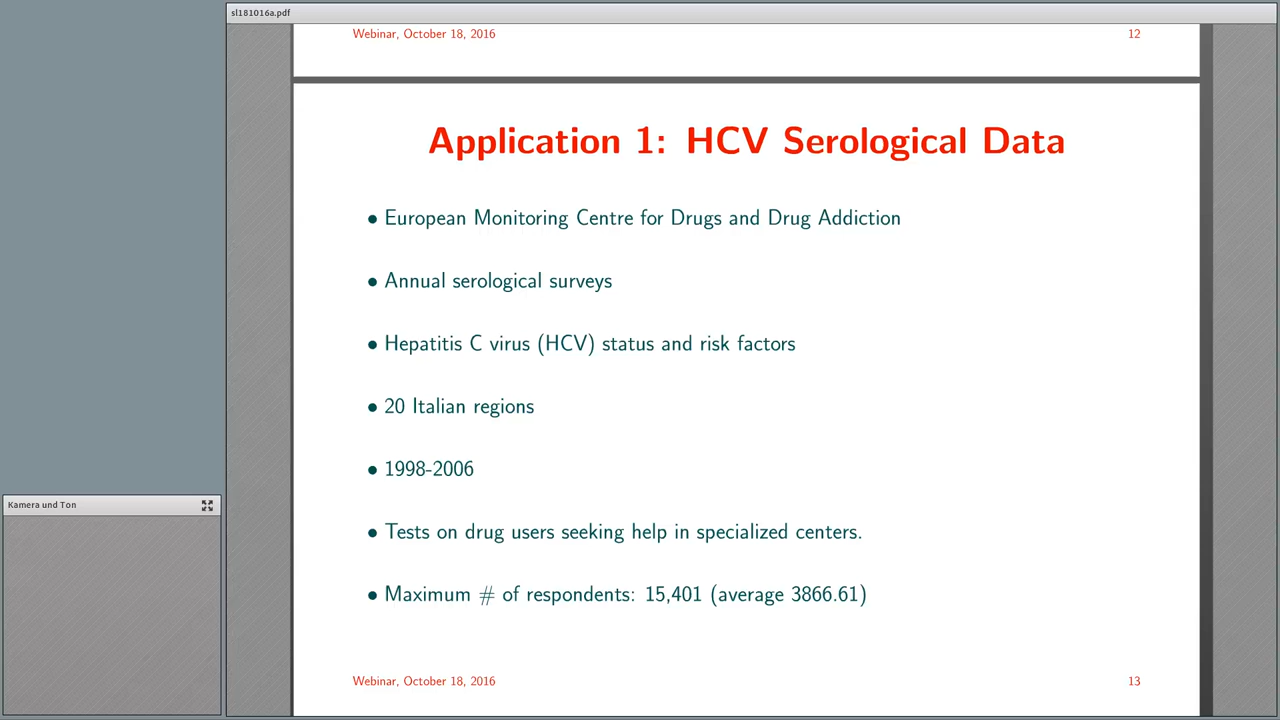 sl181016a.pdf
Webinar, October 18, 2016 12
Application 1: HCV Serological Data
• European Monitoring Centre for Drugs and Drug Addiction
• Annual serological surveys
• Hepatitis C virus (HCV) status and risk factors
• 20 Italian regions
• 1998-2006
• Tests on drug users seeking help in specialized centers.
• Maximum # of respondents: 15,401 (average 3866.61)
Webinar, October 18, 2016 13
Kamera und Ton